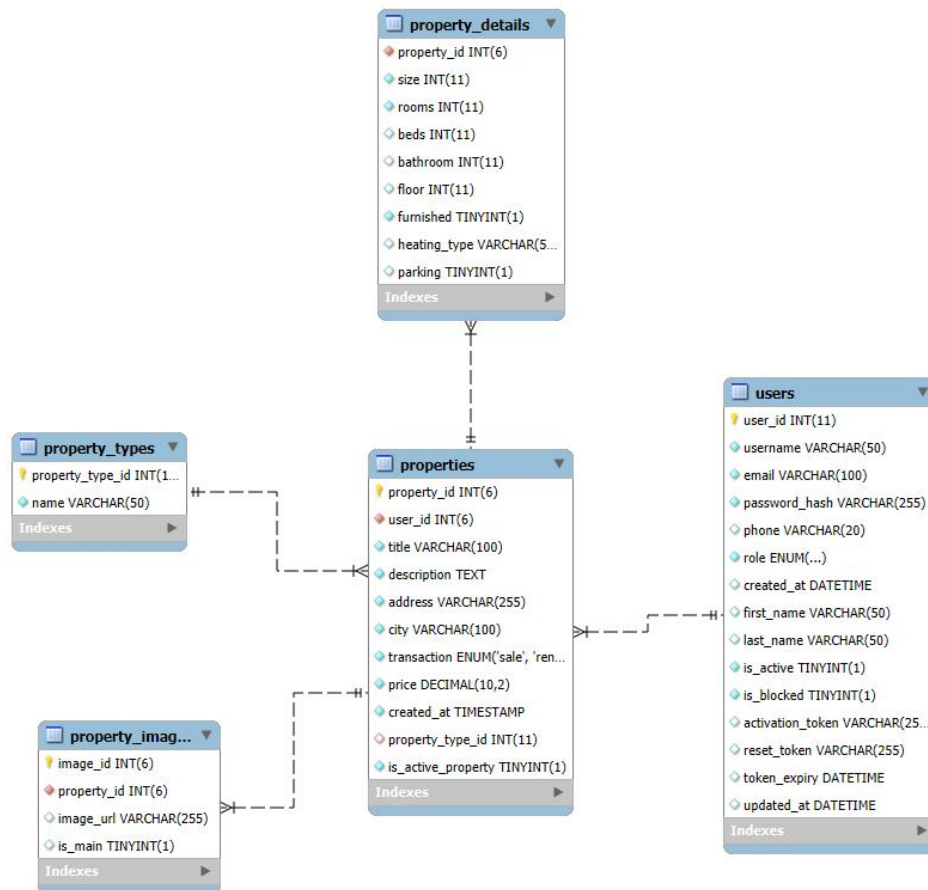 property_details
property_id INT(6)
size INT(11)
rooms INT(11)
beds INT(11)
bathroom INT(11)
floor INT(11)
furnished TINYINT(1)
heating_type VARCHAR(5...
parking TINYINT(1)
Indexes
property_types
property_type_id INT(1...
name VARCHAR(50)
Indexes
properties
property_id INT(6)
user_id INT(6)
title VARCHAR(100)
description TEXT
address VARCHAR(255)
city VARCHAR(100)
transaction ENUM('sale', 'ren...
price DECIMAL(10,2)
created_at TIMESTAMP
property_type_id INT(11)
is_active_property TINYINT(1)
Indexes
users
user_id INT(11)
username VARCHAR(50)
email VARCHAR(100)
password_hash VARCHAR(255)
phone VARCHAR(20)
role ENUM(...)
created_at DATETIME
first_name VARCHAR(50)
last_name VARCHAR(50)
is_active TINYINT(1)
is_blocked TINYINT(1)
activation_token VARCHAR(25...
reset_token VARCHAR(255)
token_expiry DATETIME
updated_at DATETIME
Indexes
property_imag...
image_id INT(6)
property_id INT(6)
image_url VARCHAR(255)
is_main TINYINT(1)
Indexes